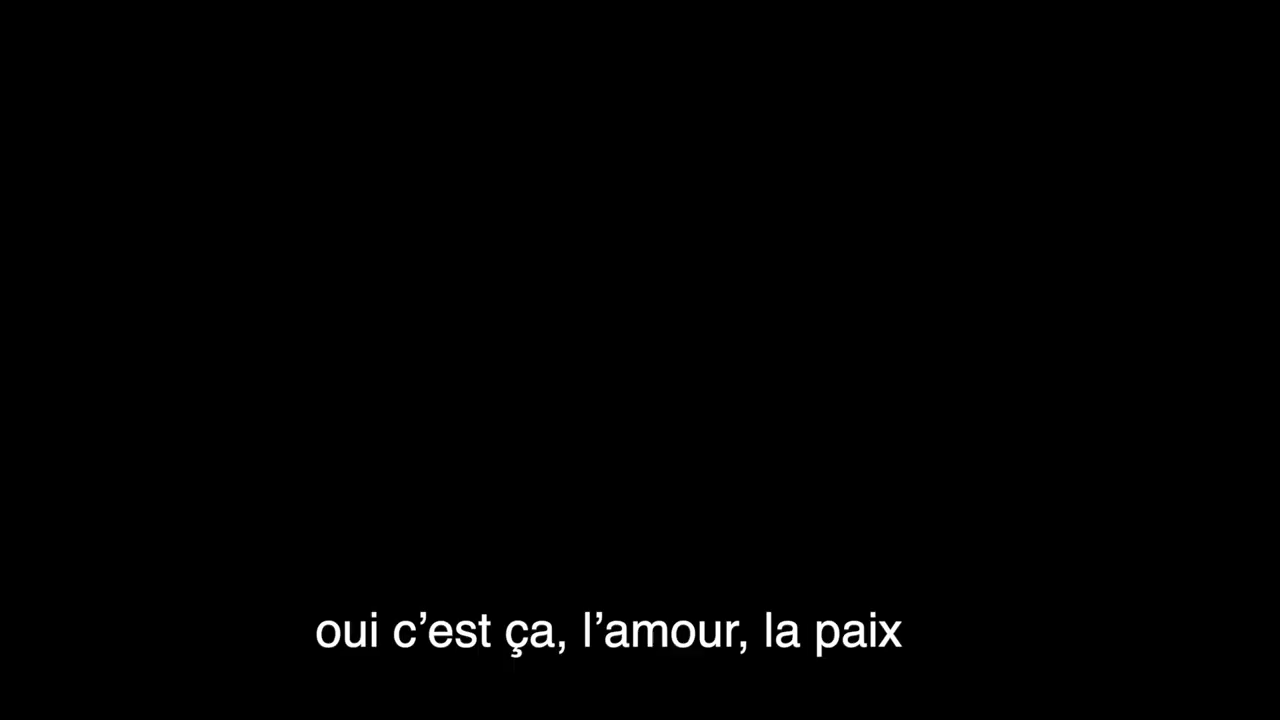 oui c’est ça, l’amour, la paix